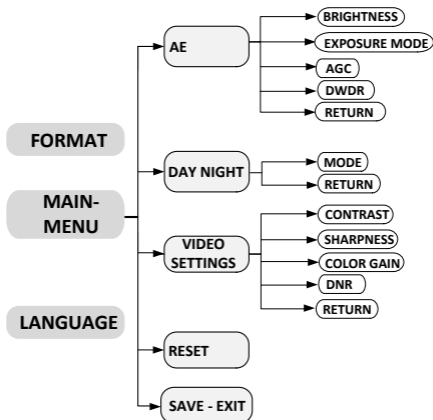 FORMAT
MAIN-
MENU
LANGUAGE
AE
BRIGHTNESS
EXPOSURE MODE
AGC
DWDR
RETURN
DAY NIGHT
MODE
RETURN
VIDEO
SETTINGS
CONTRAST
SHARPNESS
COLOR GAIN
DNR
RETURN
RESET
SAVE - EXIT